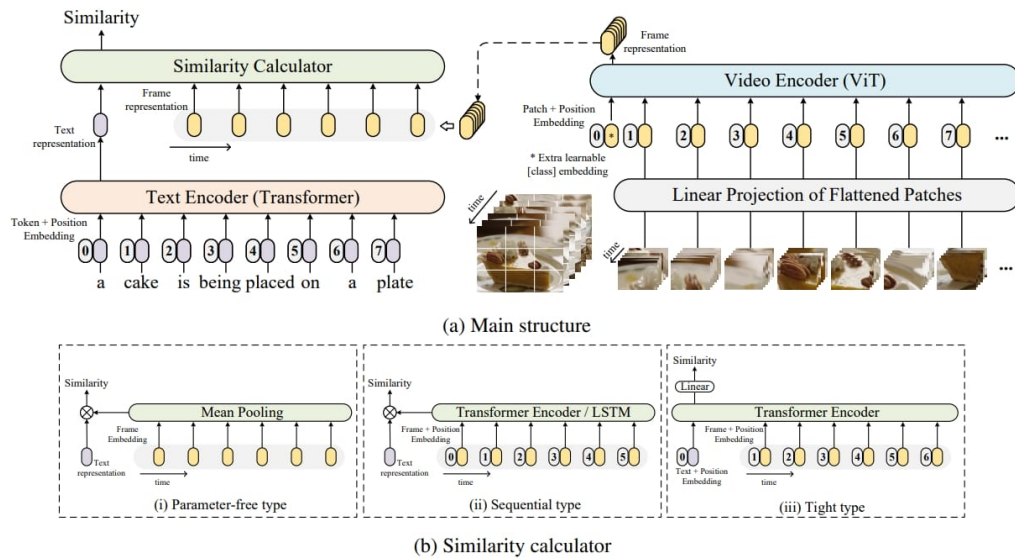 Similarity
Similarity Calculator
Frame
representation
Text
representation
time
Text Encoder (Transformer)
Token + Position
Embedding
0 1 2 3 4 5 6 7
a cake is being placed on a plate
Frame
representation
Video Encoder (ViT)
Patch + Position
Embedding
0 * 1 2 3 4 5 6 7 ...
* Extra learnable
[class] embedding
Linear Projection of Flattened Patches
time
time
...
(a) Main structure
Similarity
Mean Pooling
Frame
Embedding
Text
representation
time
(i) Parameter-free type
Similarity
Transformer Encoder / LSTM
Frame + Position
Embedding
0 1 2 3 4 5
Text
representation
time
(ii) Sequential type
Similarity
Linear
Transformer Encoder
Frame + Position
Embedding
0 1 2 3 4 5 6
Text + Position
Embedding
time
(iii) Tight type
(b) Similarity calculator